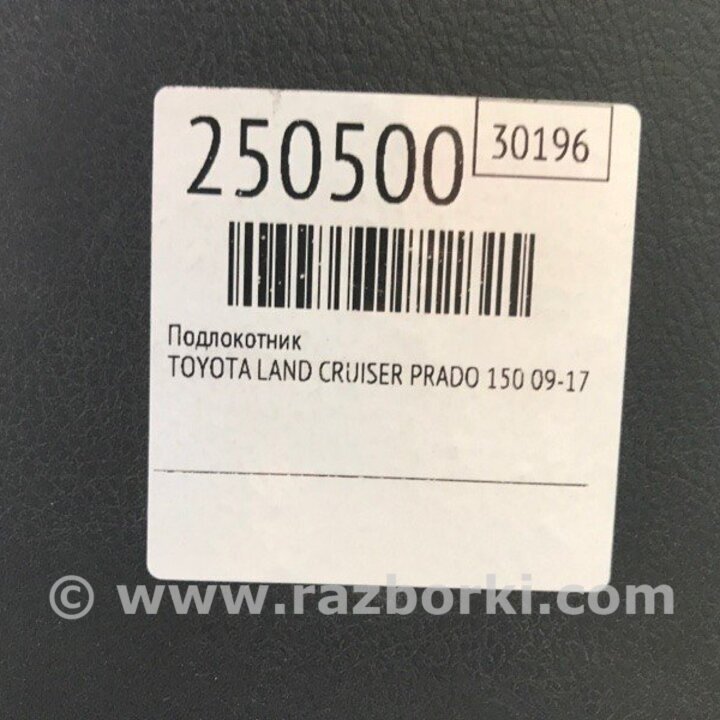 250500
30196
Подлокотник
TOYOTA LAND CRUISER PRADO 150 09-17
© www.razborki.com